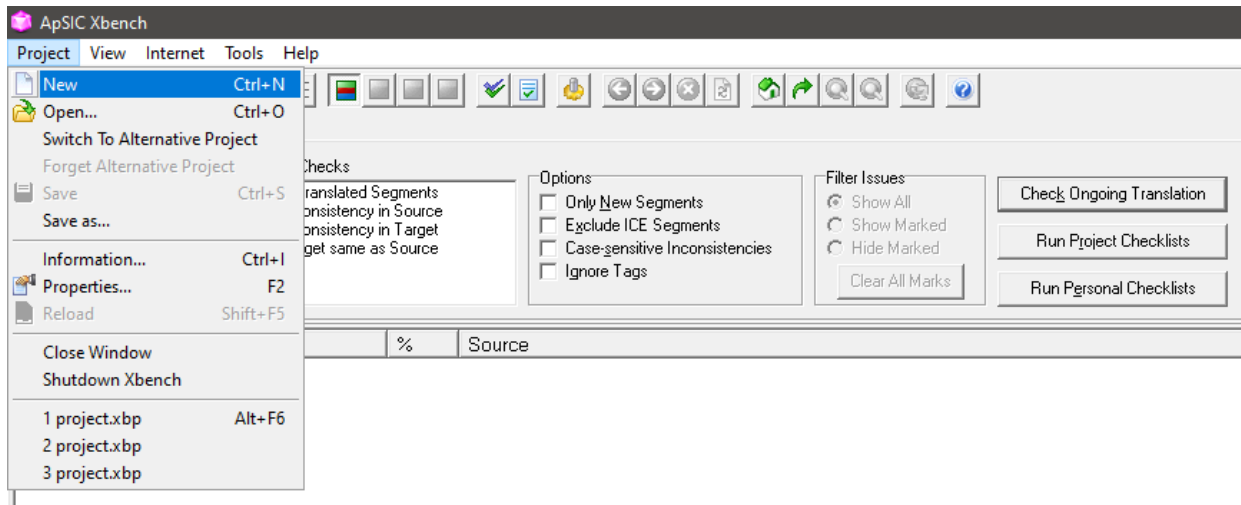 ApSIC Xbench
Project View Internet Tools Help
New Ctrl+N
Open... Ctrl+O
Switch To Alternative Project
Forget Alternative Project
Save Ctrl+S
Save as...
Information... Ctrl+I
Properties... F2
Reload Shift+F5
Close Window
Shutdown Xbench
1 project.xbp Alt+F6
2 project.xbp
3 project.xbp
Checks
ranslated Segments
onsistency in Source
onsistency in Target
get same as Source
Options
Only New Segments
Exclude ICE Segments
Case-sensitive Inconsistencies
Ignore Tags
Filter Issues
Show All
Show Marked
Hide Marked
Clear All Marks
Check Ongoing Translation
Run Project Checklists
Run Personal Checklists
% Source